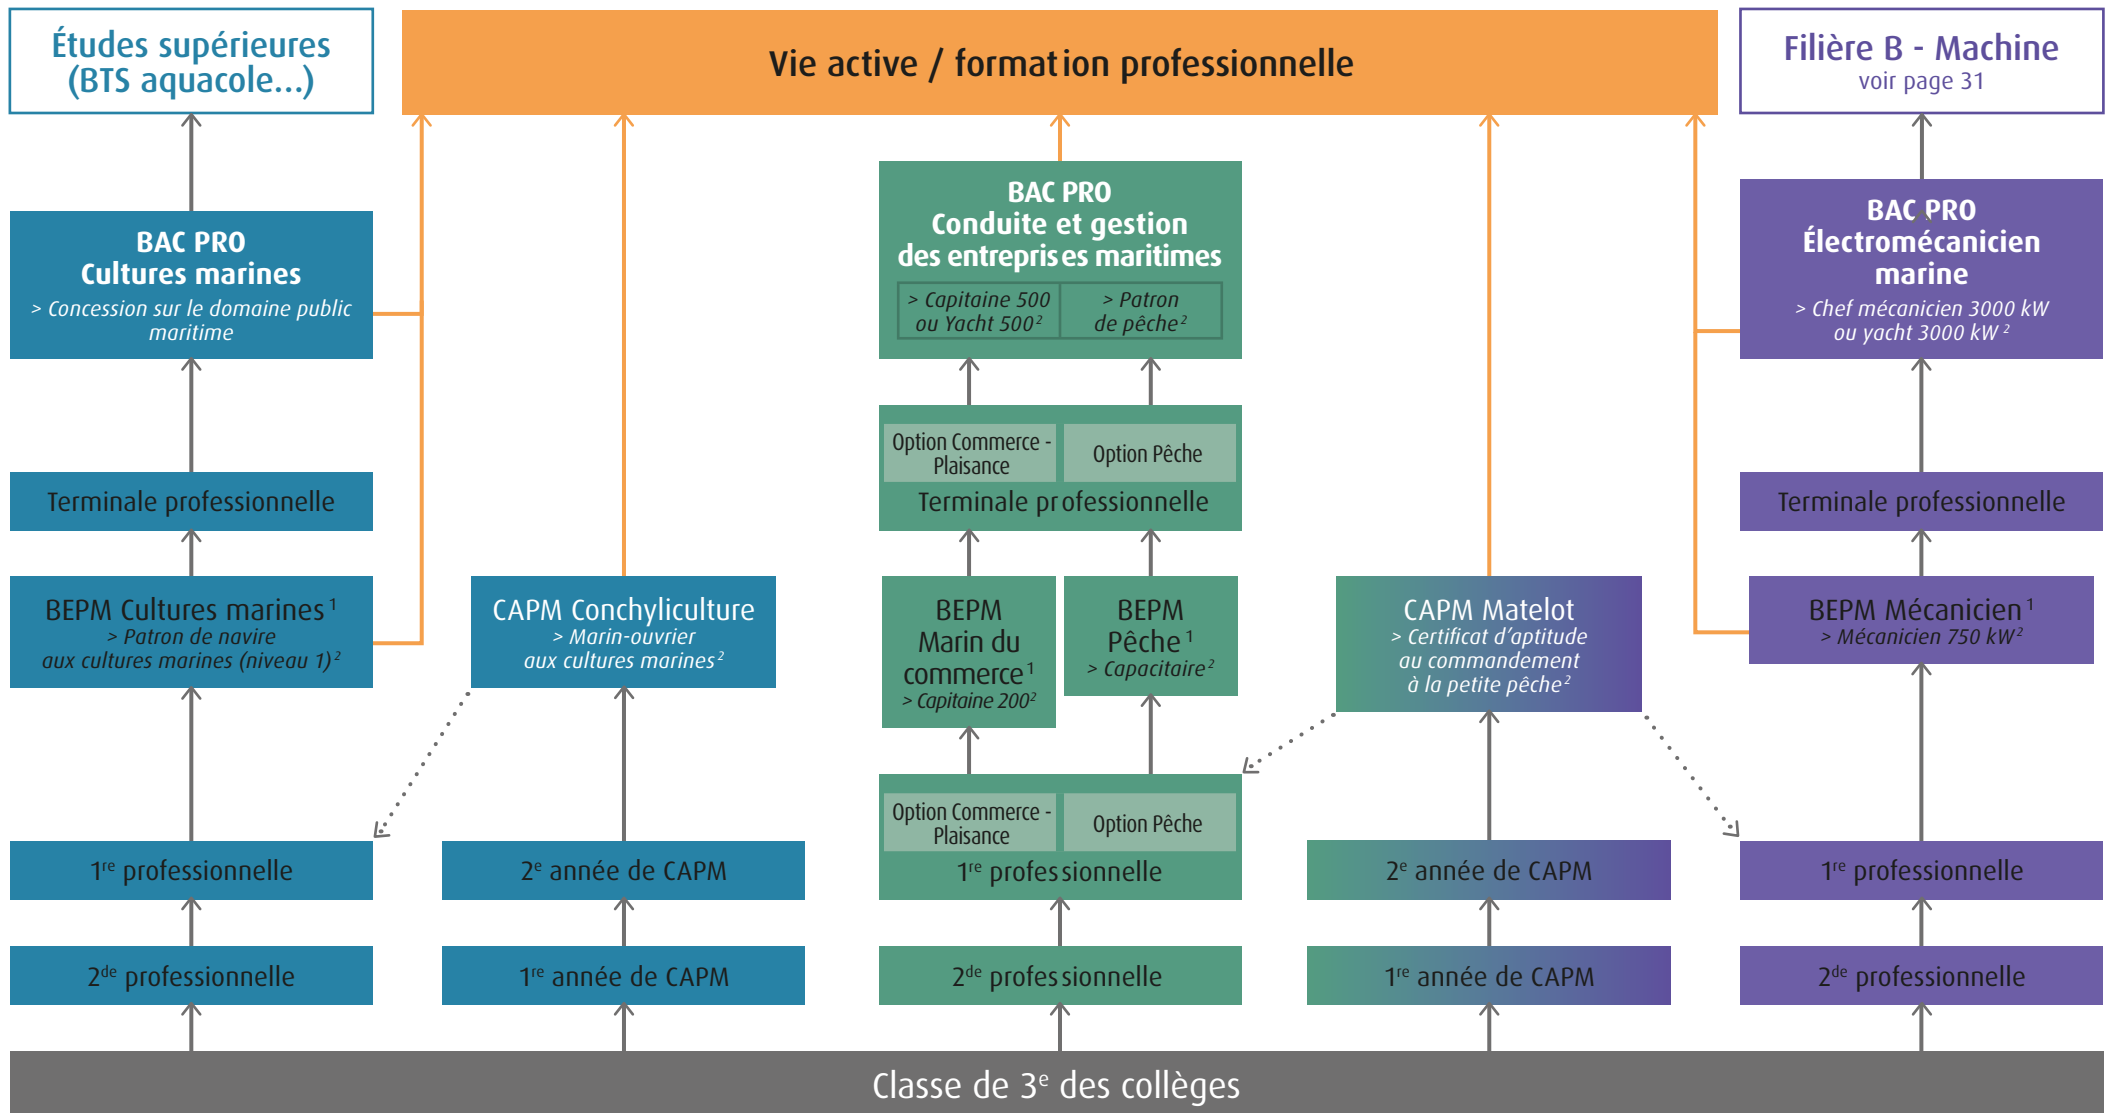 Études supérieures
(BTS aquacole...)
Vie active / formation professionnelle
Filière B - Machine
voir page 31
BAC PRO
Cultures marines
> Concession sur le domaine public
maritime
BAC PRO
Conduite et gestion
des entreprises maritimes
> Capitaine 500
ou Yacht 500²
> Patron
de pêche²
BAC PRO
Électromécanicien
marine
> Chef mécanicien 3000 kW
ou yacht 3000 kW ²
Option Commerce -
Plaisance
Option Pêche
Terminale professionnelle
Terminale professionnelle
Terminale professionnelle
BEPM Cultures marines¹
> Patron de navire
aux cultures marines (niveau 1)²
CAPM Conchyliculture
> Marin-ouvrier
aux cultures marines²
BEPM
Marin du
commerce¹
> Capitaine 200²
BEPM
Pêche¹
> Capacitaire²
CAPM Matelot
> Certificat d'aptitude
au commandement
à la petite pêche²
BEPM Mécanicien¹
> Mécanicien 750 kW²
Option Commerce -
Plaisance
Option Pêche
1re professionnelle
2e année de CAPM
1re professionnelle
2e année de CAPM
1re professionnelle
2de professionnelle
1re année de CAPM
2de professionnelle
1re année de CAPM
2de professionnelle
Classe de 3e des collèges